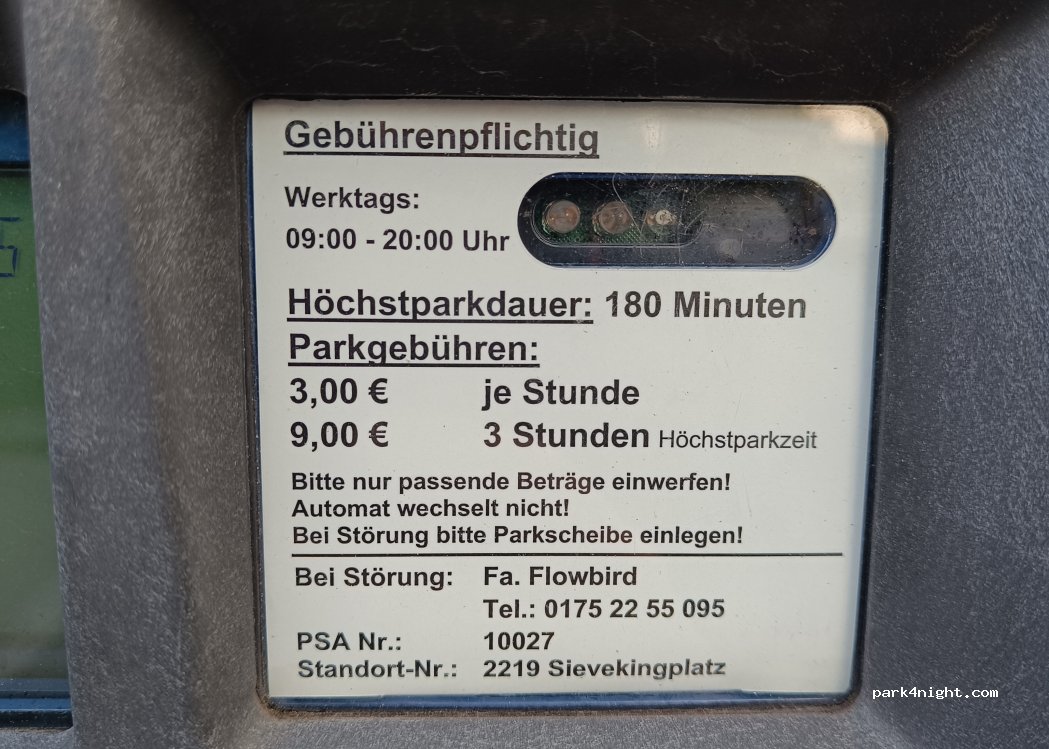 Gebührenpflichtig
Werktags:
09:00 - 20:00 Uhr
Höchstparkdauer: 180 Minuten
Parkgebühren:
3,00 € je Stunde
9,00 € 3 Stunden Höchstparkzeit
Bitte nur passende Beträge einwerfen!
Automat wechselt nicht!
Bei Störung bitte Parkscheibe einlegen!
Bei Störung: Fa. Flowbird
Tel.: 0175 22 55 095
PSA Nr.: 10027
Standort-Nr.: 2219 Sievekingplatz
park4night.com